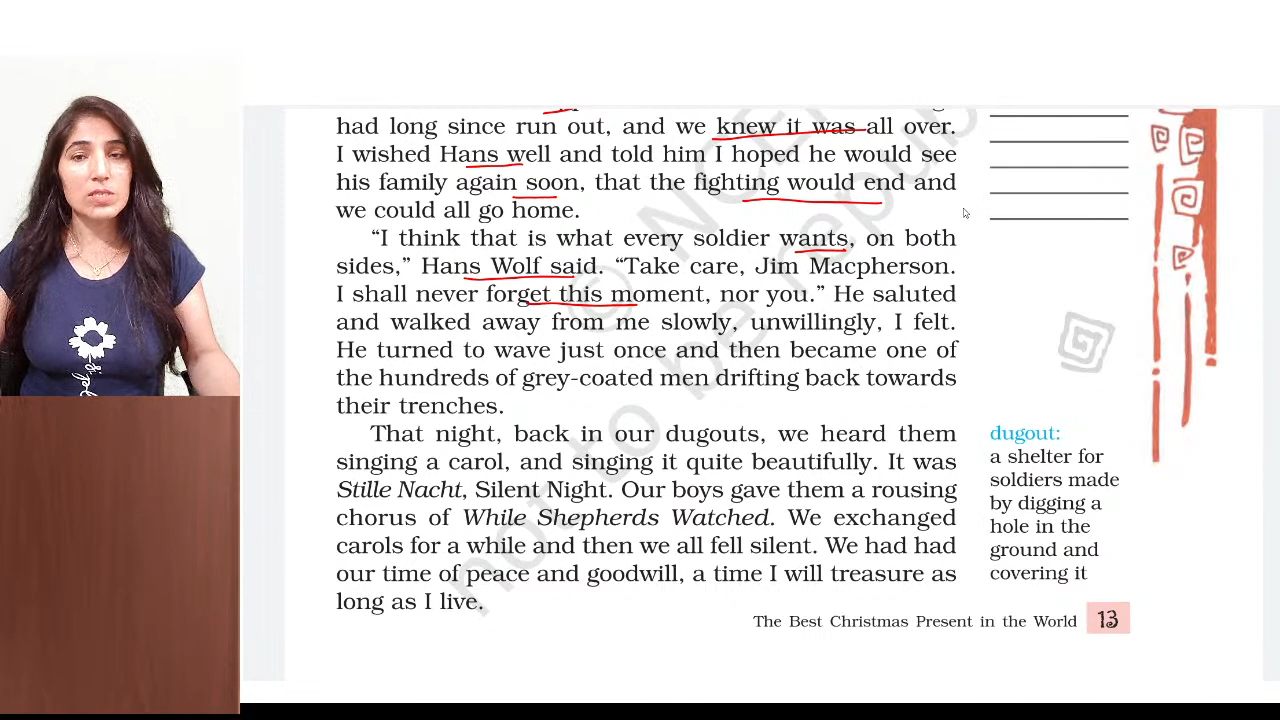 had long since run out, and we knew it was all over.
I wished Hans well and told him I hoped he would see
his family again soon, that the fighting would end and
we could all go home.
“I think that is what every soldier wants, on both
sides,” Hans Wolf said. “Take care, Jim Macpherson.
I shall never forget this moment, nor you.” He saluted
and walked away from me slowly, unwillingly, I felt.
He turned to wave just once and then became one of
the hundreds of grey-coated men drifting back towards
their trenches.
That night, back in our dugouts, we heard them
singing a carol, and singing it quite beautifully. It was
Stille Nacht, Silent Night. Our boys gave them a rousing
chorus of While Shepherds Watched. We exchanged
carols for a while and then we all fell silent. We had had
our time of peace and goodwill, a time I will treasure as
long as I live.
dugout:
a shelter for
soldiers made
by digging a
hole in the
ground and
covering it
The Best Christmas Present in the World 13
© NCE
not to be repub